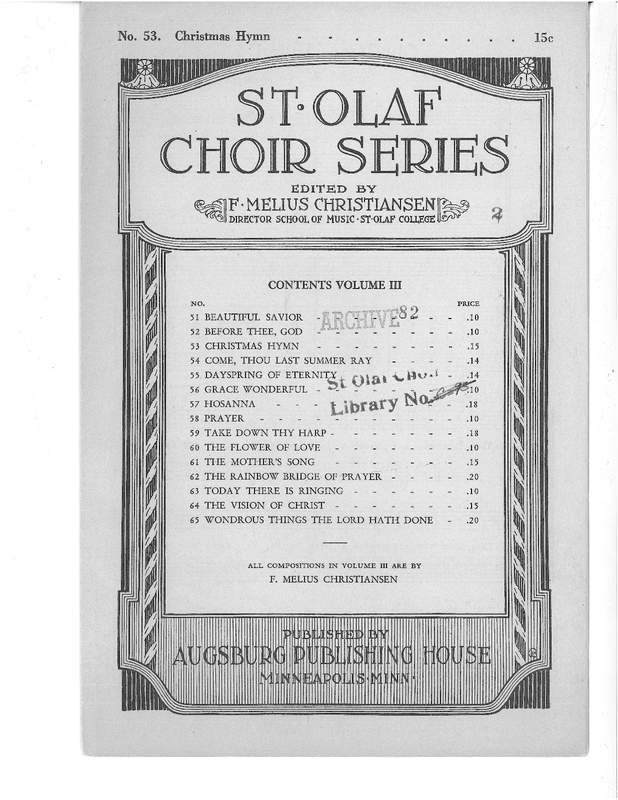 No. 53. Christmas Hymn - - . . . . . . . . 15c
ST. OLAF
CHOIR SERIES
EDITED BY
F. MELIUS CHRISTIANSEN
DIRECTOR SCHOOL OF MUSIC · ST. OLAF COLLEGE
2
CONTENTS VOLUME III
NO. PRICE
51 BEAUTIFUL SAVIOR - - - - - - - - .10
ARCHIVE 82
52 BEFORE THEE, GOD - - - - - - - - .10
53 CHRISTMAS HYMN - - - - - - - - .15
54 COME, THOU LAST SUMMER RAY - - - - .14
55 DAYSPRING OF ETERNITY - - - - - .14
St Olaf Choir
56 GRACE WONDERFUL - - - - - - - .10
Library No.
57 HOSANNA - - - - - - - - - .18
58 PRAYER - - - - - - - - - .10
59 TAKE DOWN THY HARP - - - - - - - .18
60 THE FLOWER OF LOVE - - - - - - .10
61 THE MOTHER'S SONG - - - - - - .15
62 THE RAINBOW BRIDGE OF PRAYER - - - - .20
63 TODAY THERE IS RINGING - - - - - .10
64 THE VISION OF CHRIST - - - - - - .15
65 WONDROUS THINGS THE LORD HATH DONE - .20
ALL COMPOSITIONS IN VOLUME III ARE BY
F. MELIUS CHRISTIANSEN
PUBLISHED BY
AUGSBURG PUBLISHING HOUSE
MINNEAPOLIS · MINN.